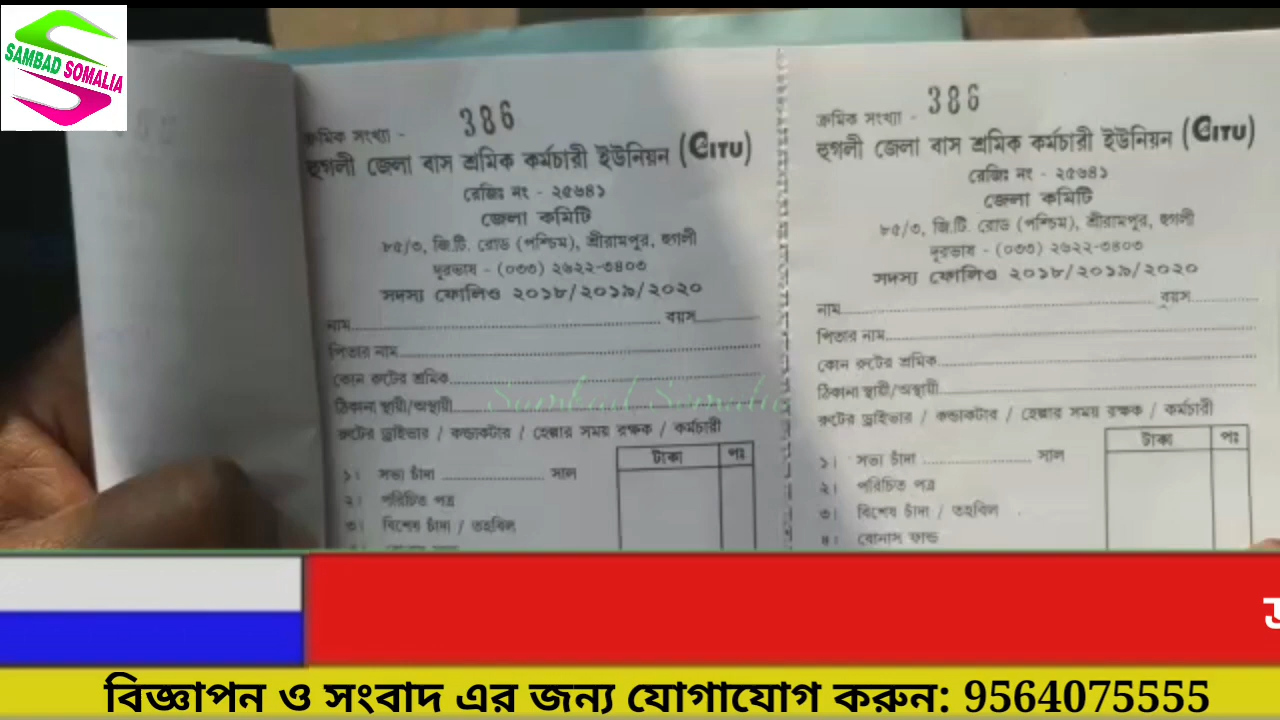 SAMBAD SOMALIA
ক্রমিক সংখ্যা - 386
হুগলী জেলা বাস শ্রমিক কর্মচারী ইউনিয়ন (CITU)
রেজিঃ নং - ২৫৬৪১
জেলা কমিটি
৮৫/৩, জি.টি. রোড (পশ্চিম), শ্রীরামপুর, হুগলী
দূরভাষ - (০৩৩) ২৬২২-৩৪০৩
সদস্য ফোলিও ২০১৮/২০১৯/২০২০
নাম বয়স
পিতার নাম
কোন রুটের শ্রমিক
ঠিকানা স্থায়ী/অস্থায়ী
রুটের ড্রাইভার / কন্ডাকটার / হেল্পার সময় রক্ষক / কর্মচারী
টাকা পঃ
১। সভা চাঁদা সাল
২। পরিচিত পত্র
৩। বিশেষ চাঁদা / তহবিল
ক্রমিক সংখ্যা - 386
হুগলী জেলা বাস শ্রমিক কর্মচারী ইউনিয়ন (CITU)
রেজিঃ নং - ২৫৬৪১
জেলা কমিটি
৮৫/৩, জি.টি. রোড (পশ্চিম), শ্রীরামপুর, হুগলী
দূরভাষ - (০৩৩) ২৬২২-৩৪০৩
সদস্য ফোলিও ২০১৮/২০১৯/২০২০
নাম বয়স
পিতার নাম
কোন রুটের শ্রমিক
ঠিকানা স্থায়ী/অস্থায়ী
রুটের ড্রাইভার / কন্ডাকটার / হেল্পার সময় রক্ষক / কর্মচারী
টাকা পঃ
১। সভা চাঁদা সাল
২। পরিচিত পত্র
৩। বিশেষ চাঁদা / তহবিল
৪। বোনাস ফান্ড
Sambad Somalia
বিজ্ঞাপন ও সংবাদ এর জন্য যোগাযোগ করুন: 9564075555